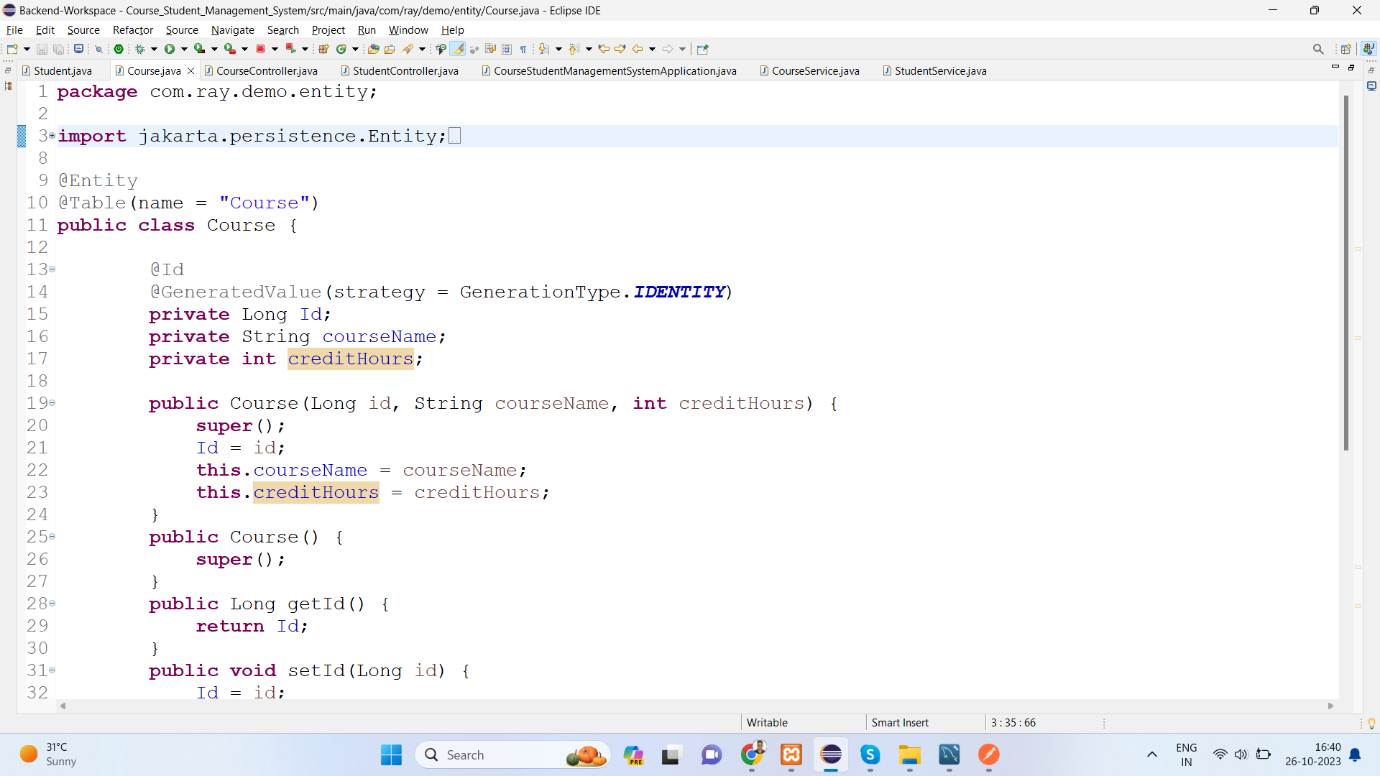 Backend-Workspace - Course_Student_Management_System/src/main/java/com/ray/demo/entity/Course.java - Eclipse IDE
File Edit Source Refactor Source Navigate Search Project Run Window Help
Student.java Course.java × CourseController.java StudentController.java CourseStudentManagementSystemApplication.java CourseService.java StudentService.java
1 package com.ray.demo.entity;
2
3 import jakarta.persistence.Entity;
8
9 @Entity
10 @Table(name = "Course")
11 public class Course {
12
13 @Id
14 @GeneratedValue(strategy = GenerationType.IDENTITY)
15 private Long Id;
16 private String courseName;
17 private int creditHours;
18
19 public Course(Long id, String courseName, int creditHours) {
20 super();
21 Id = id;
22 this.courseName = courseName;
23 this.creditHours = creditHours;
24 }
25 public Course() {
26 super();
27 }
28 public Long getId() {
29 return Id;
30 }
31 public void setId(Long id) {
32 Id = id;
Writable Smart Insert 3 : 35 : 66
31°C
Sunny
Search
PRE
ENG
IN
16:40
26-10-2023